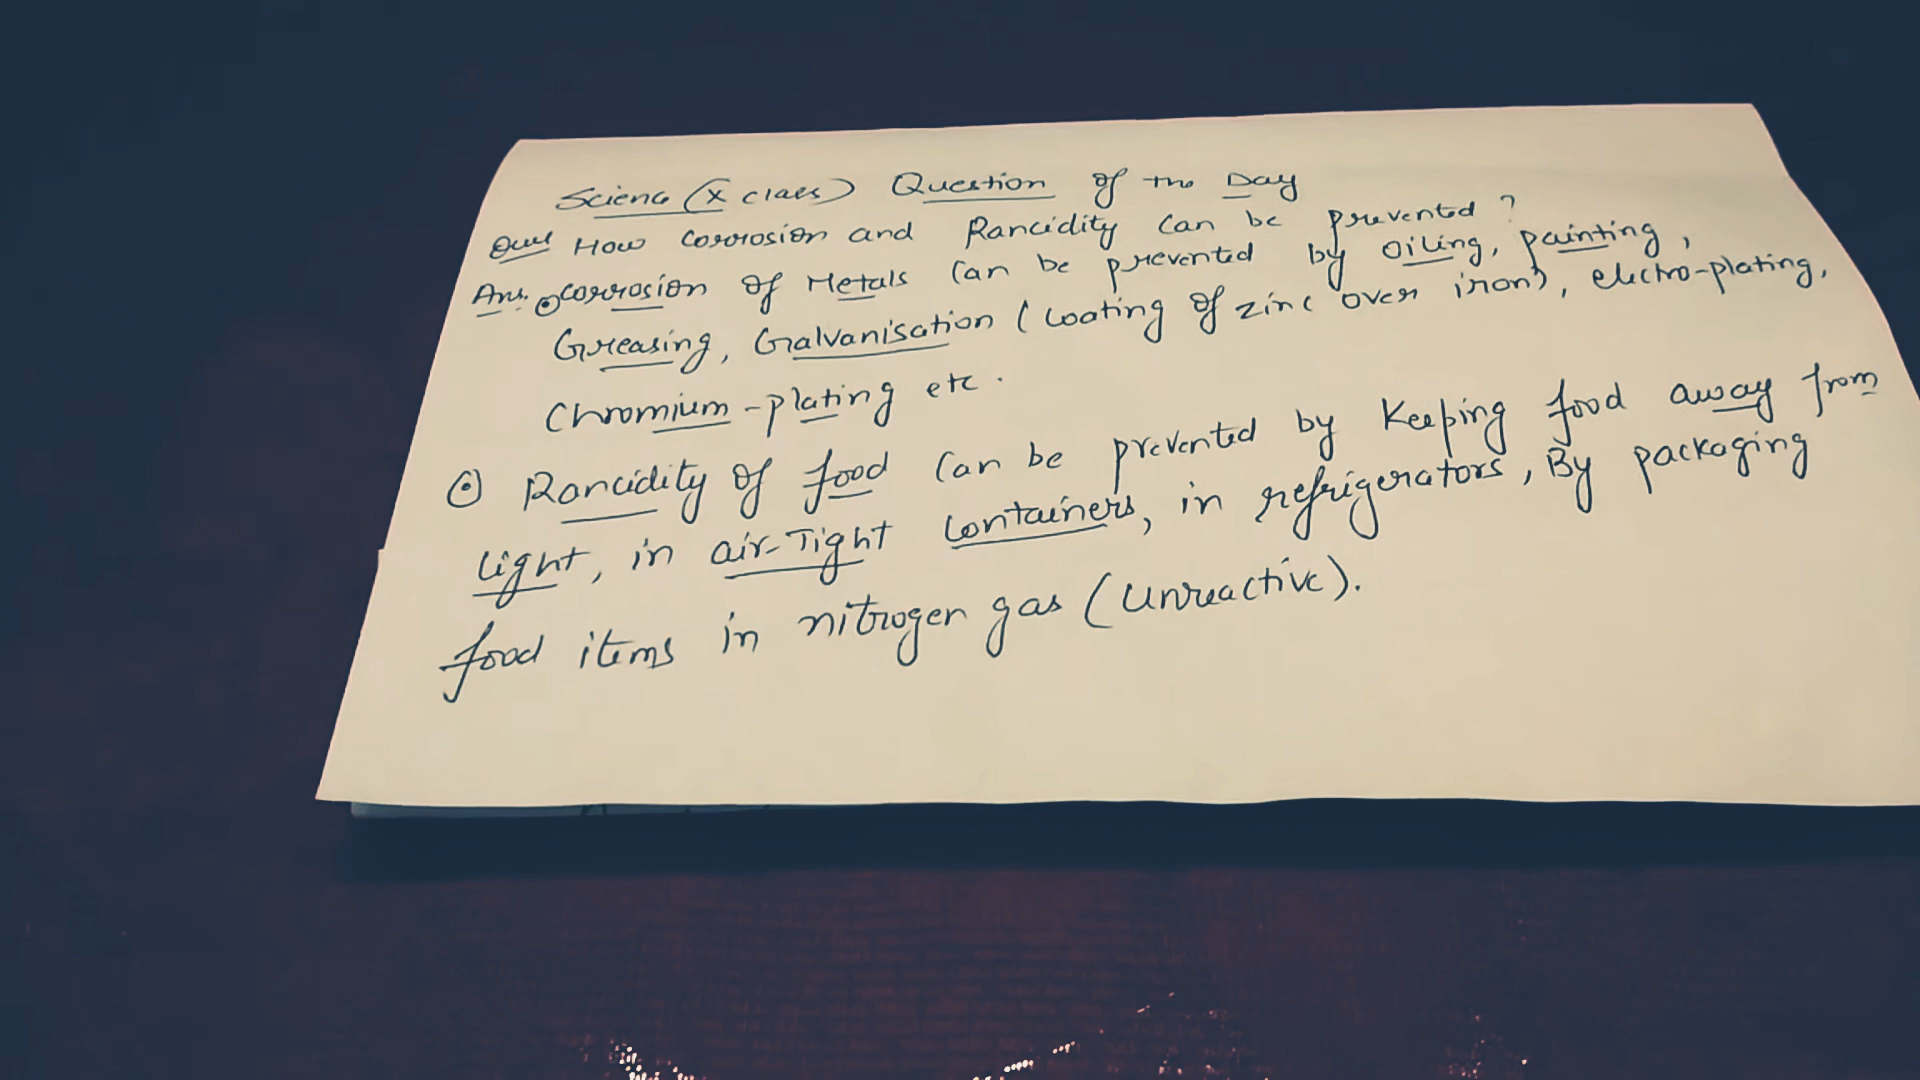 Science (X class) Question of the Day
Ques How corrosion and Rancidity can be prevented?
Ans. ⊙ corrosion of Metals can be prevented by oiling, painting,
Greasing, Galvanisation (coating of zinc over iron), electro-plating,
Chromium-plating etc.
⊙ Rancidity of food can be prevented by keeping food away from
light, in air-Tight containers, in refrigerators, By packaging
food items in nitrogen gas (unreactive).